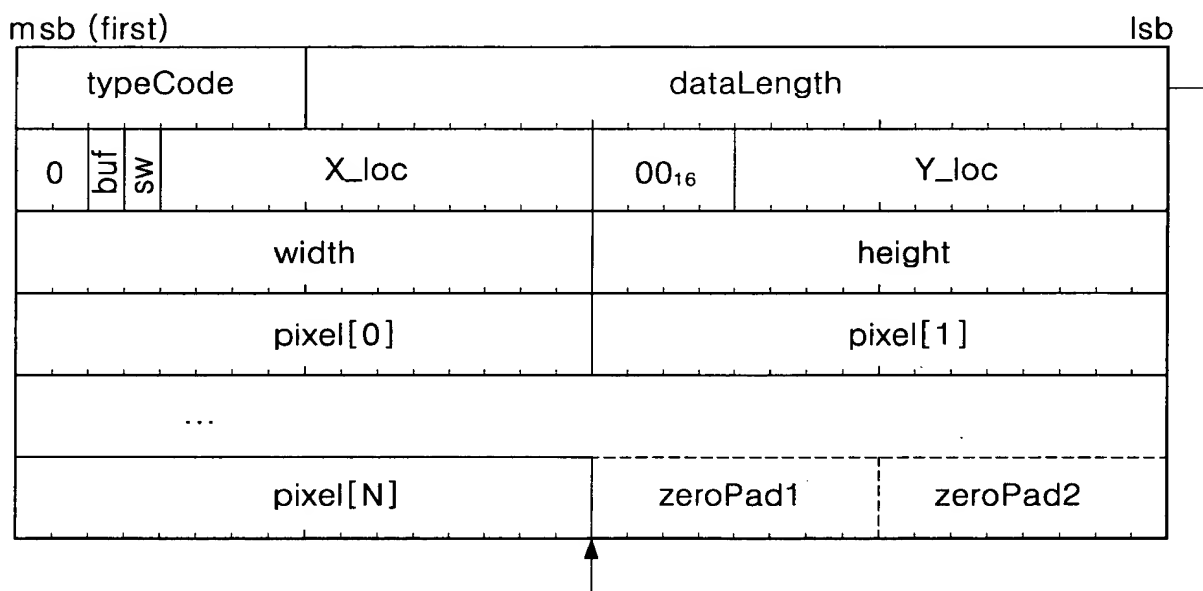 msb (first) lsb
typeCode dataLength
0 buf sw X_loc 00₁₆ Y_loc
width height
pixel[0] pixel[1]
...
pixel[N] zeroPad1 zeroPad2